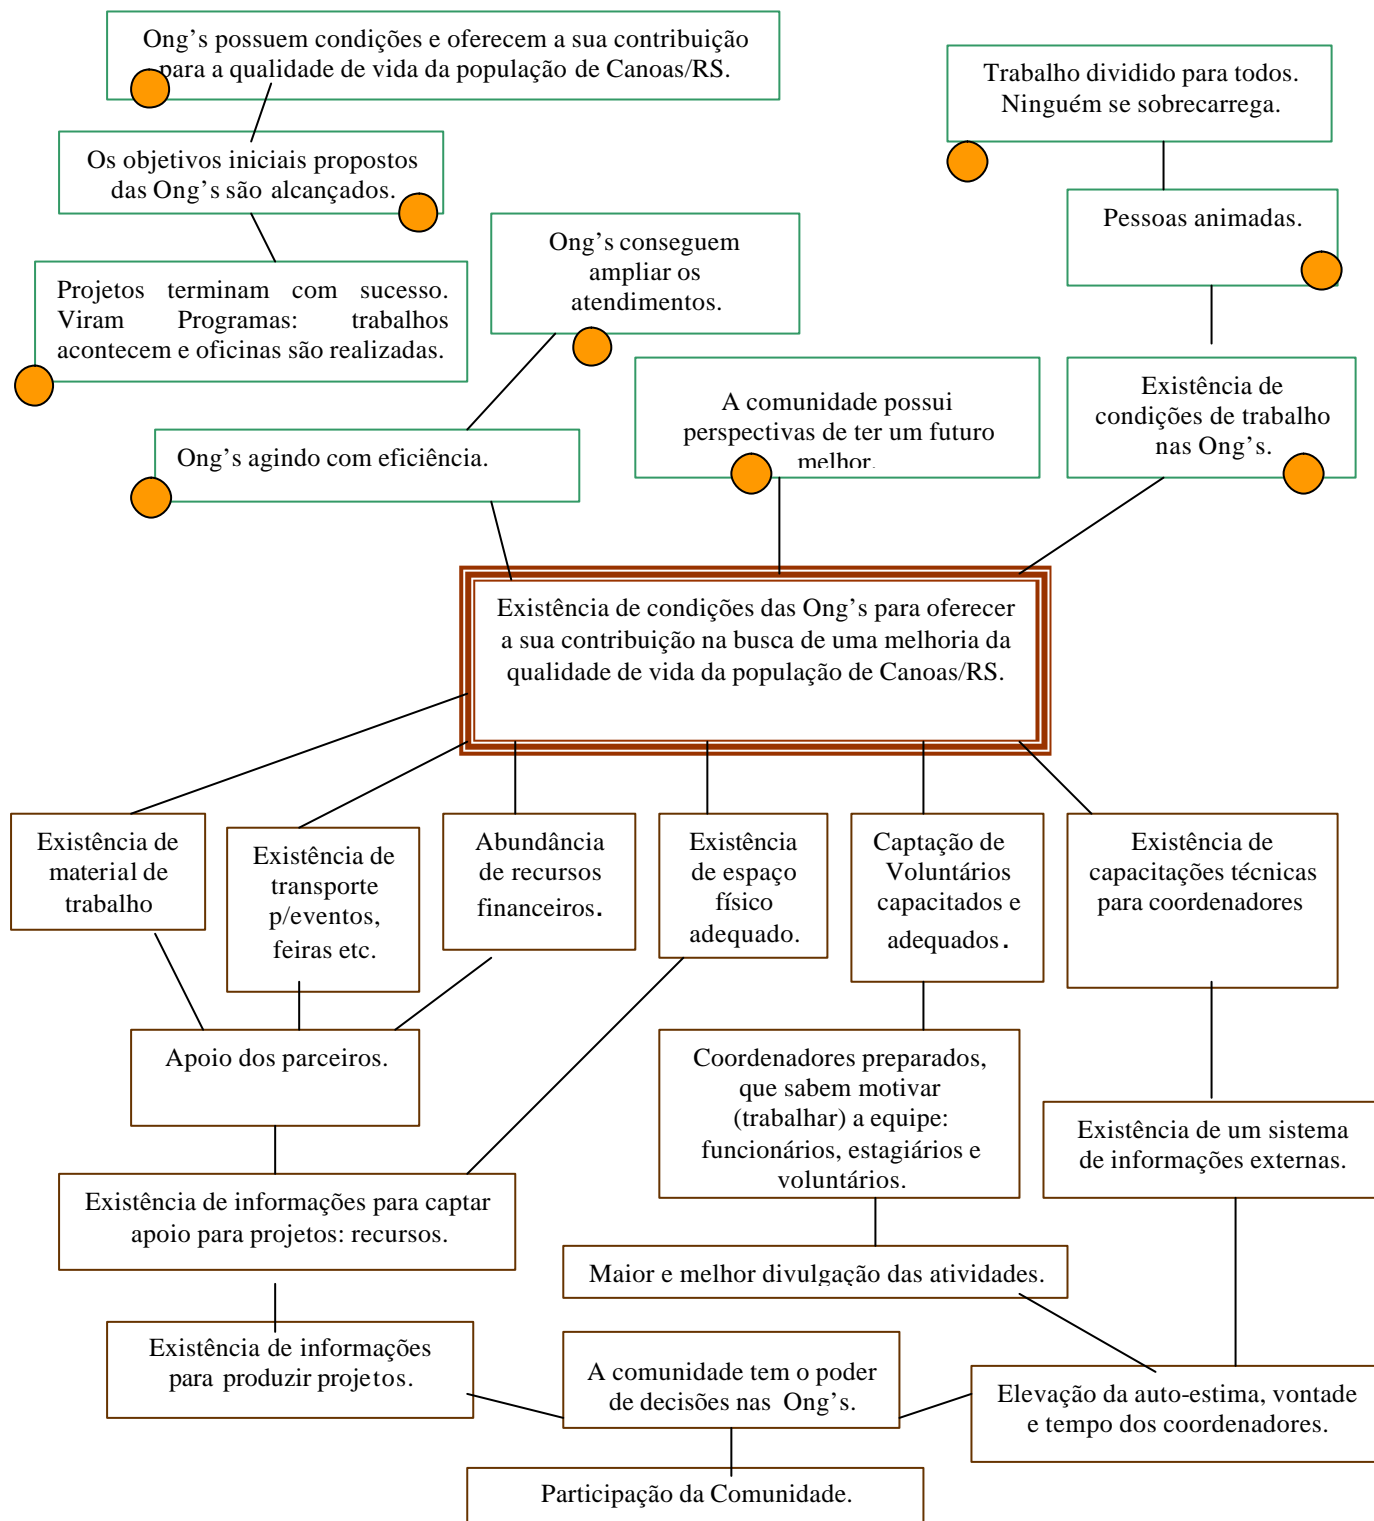 Ong’s possuem condições e oferecem a sua contribuição
para a qualidade de vida da população de Canoas/RS.
Trabalho dividido para todos.
Ninguém se sobrecarrega.
Os objetivos iniciais propostos
das Ong’s são alcançados.
Pessoas animadas.
Ong’s conseguem
ampliar os
atendimentos.
Projetos terminam com sucesso.
Viram Programas: trabalhos
acontecem e oficinas são realizadas.
Existência de
condições de trabalho
nas Ong’s.
A comunidade possui
perspectivas de ter um futuro
melhor.
Ong’s agindo com eficiência.
Existência de condições das Ong’s para oferecer
a sua contribuição na busca de uma melhoria da
qualidade de vida da população de Canoas/RS.
Existência de
material de
trabalho
Existência de
transporte
p/eventos,
feiras etc.
Abundância
de recursos
financeiros.
Existência
de espaço
físico
adequado.
Captação de
Voluntários
capacitados e
adequados.
Existência de
capacitações técnicas
para coordenadores
Apoio dos parceiros.
Coordenadores preparados,
que sabem motivar
(trabalhar) a equipe:
funcionários, estagiários e
voluntários.
Existência de um sistema
de informações externas.
Existência de informações para captar
apoio para projetos: recursos.
Maior e melhor divulgação das atividades.
Existência de informações
para produzir projetos.
A comunidade tem o poder
de decisões nas Ong’s.
Elevação da auto-estima, vontade
e tempo dos coordenadores.
Participação da Comunidade.